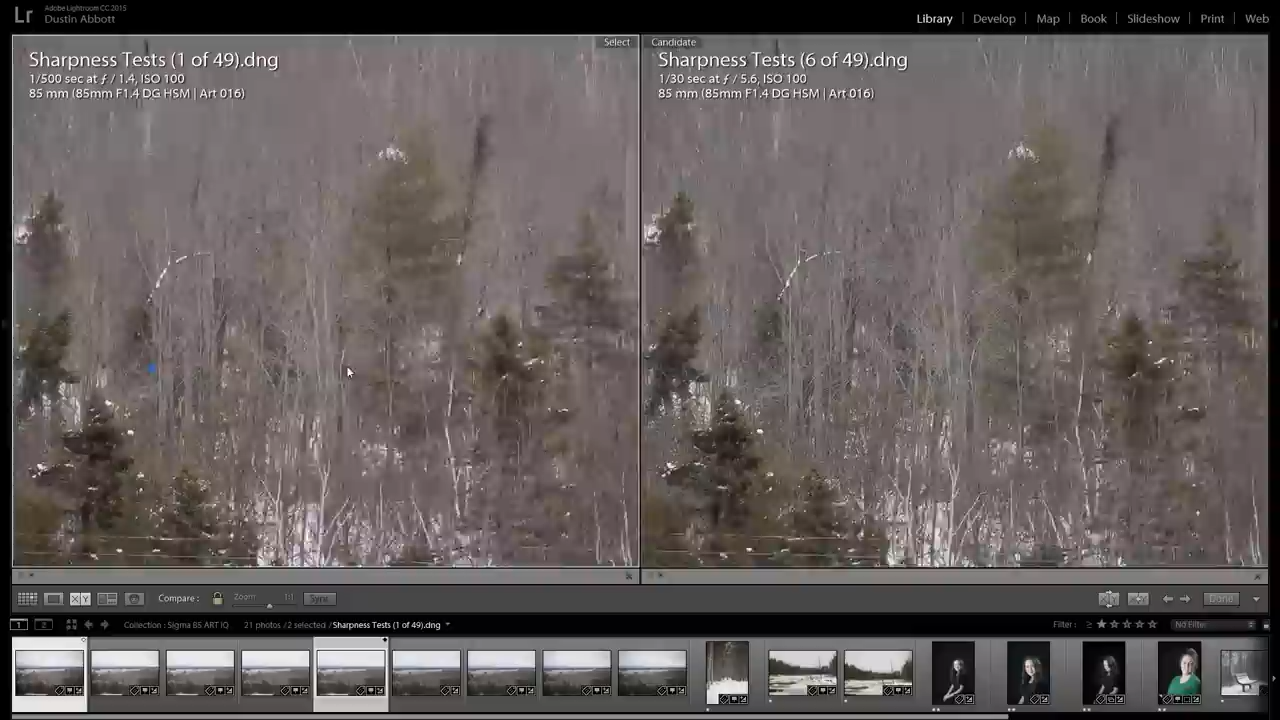 Lr
Adobe Lightroom CC 2015
Dustin Abbott
Library | Develop | Map | Book | Slideshow | Print | Web
Select
Sharpness Tests (1 of 49).dng
1/500 sec at ƒ / 1.4, ISO 100
85 mm (85mm F1.4 DG HSM | Art 016)
Candidate
Sharpness Tests (6 of 49).dng
1/30 sec at ƒ / 5.6, ISO 100
85 mm (85mm F1.4 DG HSM | Art 016)
XY Compare : Zoom 1:1 Sync Done
1 2 Collection : Sigma 85 ART IQ 21 photos /2 selected /Sharpness Tests (1 of 49).dng Filter : ≥ No Filter